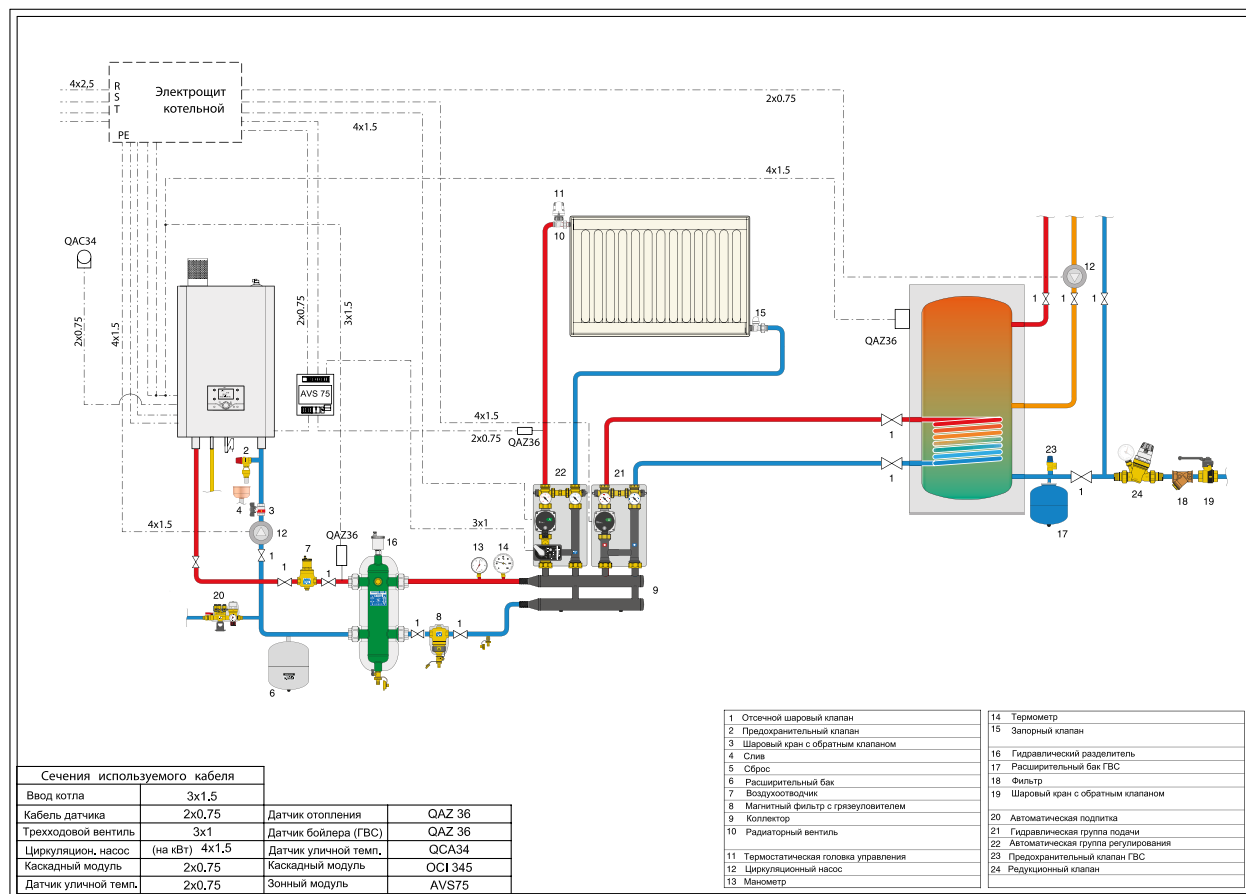 4x2,5
R
S
T
PE
Электрощит
котельной
2x0.75
4x1.5
4x1.5
QAC34
2x0.75
4x1.5
2x0.75
3x1.5
AVS 75
11
10
15
12
1
1
1
QAZ36
4x1.5
2x0.75
QAZ36
1
1
22
21
2
4
3
4x1.5
12
1
QAZ36
16
3x1
7
1
1
13
14
9
20
8
1
1
6
23
1
17
24
18
19
Сечения используемого кабеля
Ввод котла 3x1.5
Кабель датчика 2x0.75 Датчик отопления QAZ 36
Трехходовой вентиль 3x1 Датчик бойлера (ГВС) QAZ 36
Циркуляцион. насос (на кВт) 4x1.5 Датчик уличной темп. QCA34
Каскадный модуль 2x0.75 Каскадный модуль OCI 345
Датчик уличной темп. 2x0.75 Зонный модуль AVS75
1 Отсечной шаровый клапан
2 Предохранительный клапан
3 Шаровый кран с обратным клапаном
4 Слив
5 Сброс
6 Расширительный бак
7 Воздухоотводчик
8 Магнитный фильтр с грязеуловителем
9 Коллектор
10 Радиаторный вентиль
11 Термостатическая головка управления
12 Циркуляционный насос
13 Манометр
14 Термометр
15 Запорный клапан
16 Гидравлический разделитель
17 Расширительный бак ГВС
18 Фильтр
19 Шаровый кран с обратным клапаном
20 Автоматическая подпитка
21 Гидравлическая группа подачи
22 Автоматическая группа регулирования
23 Предохранительный клапан ГВС
24 Редукционный клапан